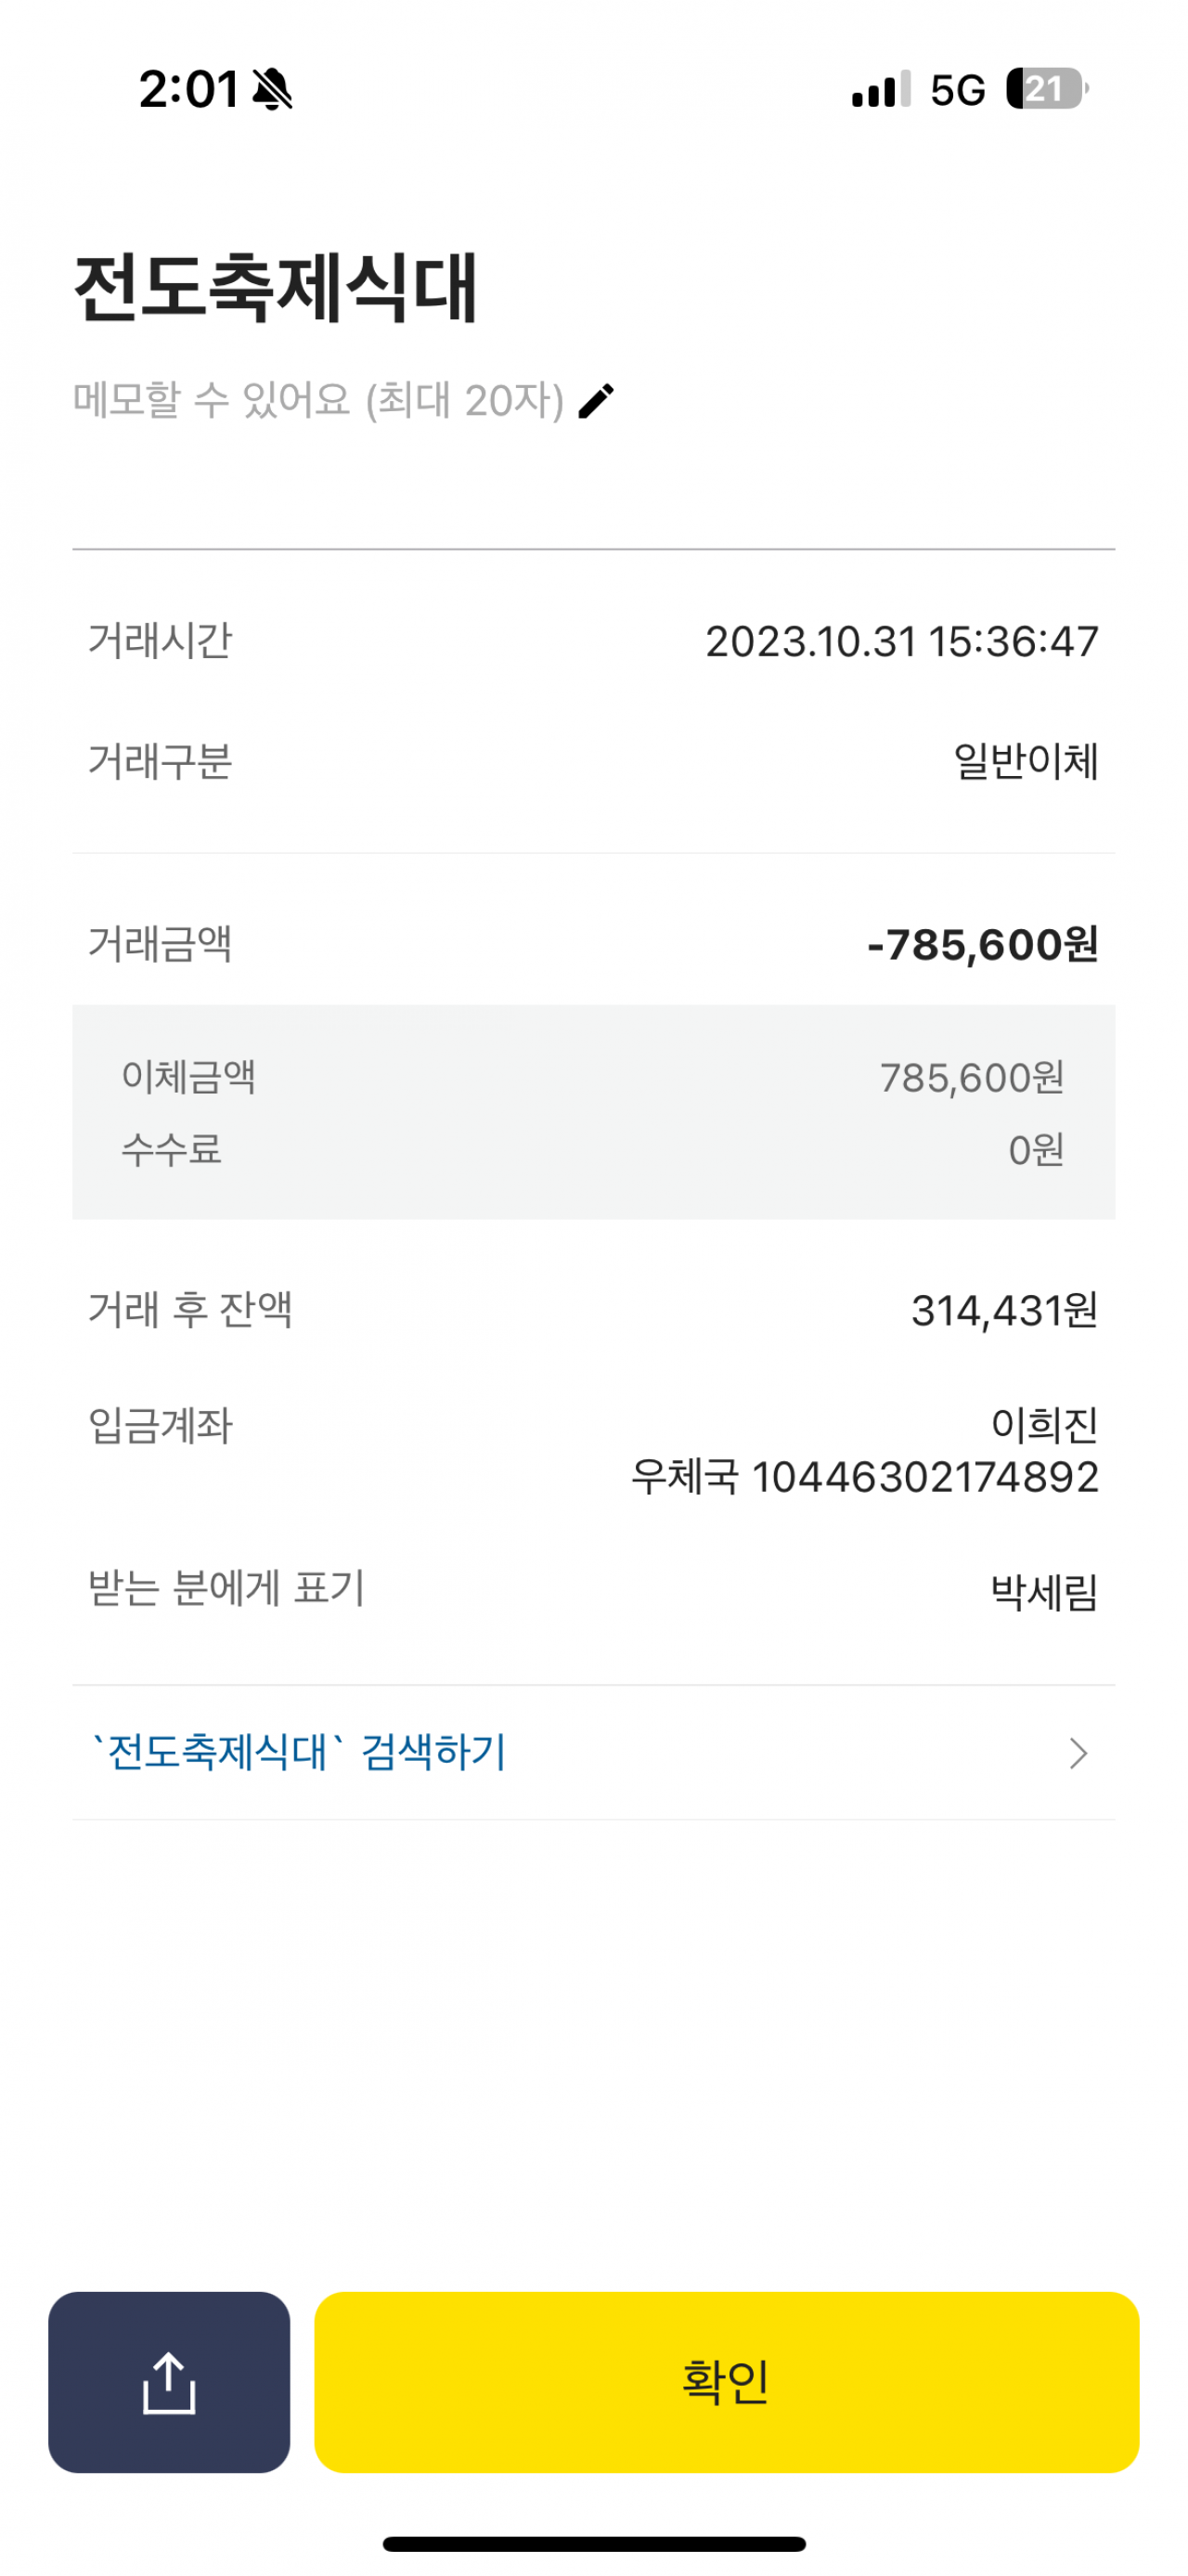 2:01
5G 21
전도축제식대
메모할 수 있어요 (최대 20자)
거래시간 2023.10.31 15:36:47
거래구분 일반이체
거래금액 -785,600원
이체금액 785,600원
수수료 0원
거래 후 잔액 314,431원
입금계좌 이희진
우체국 10446302174892
받는 분에게 표기 박세림
`전도축제식대` 검색하기
확인